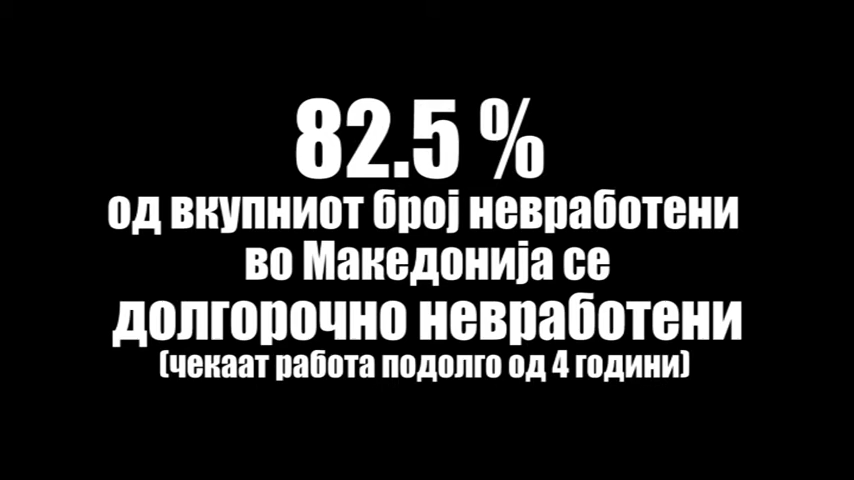 82.5 %
од вкупниот број невработени
во Македонија се
долгорочно невработени
(чекаат работа подолго од 4 години)